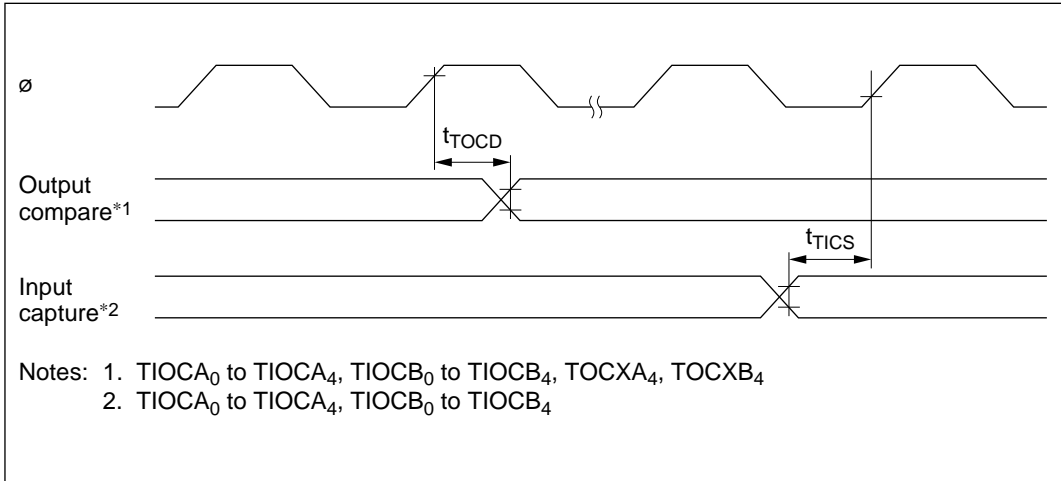 ø
tTOCD
Output
compare*1
tTICS
Input
capture*2
Notes: 1. TIOCA0 to TIOCA4, TIOCB0 to TIOCB4, TOCXA4, TOCXB4
2. TIOCA0 to TIOCA4, TIOCB0 to TIOCB4